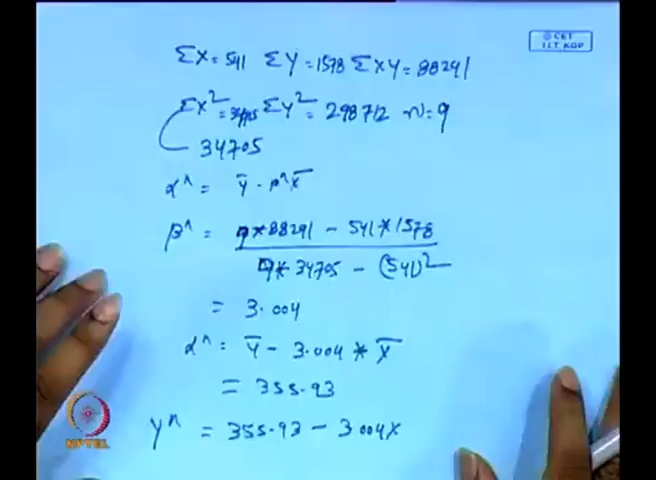 © CET
I.I.T. KGP
ΣX = 541 ΣY = 1578 ΣXY = 88291
ΣX² = 34705 ΣY² = 298712 n = 9
34705
α^ = Ȳ - β^ X̄
β^ = 9*88291 - 541*1578
9* 34705 - (541)²
= 3.004
α^ = Ȳ - 3.004 * X̄
= 355.93
Y^ = 355.93 - 3.004X
NPTEL